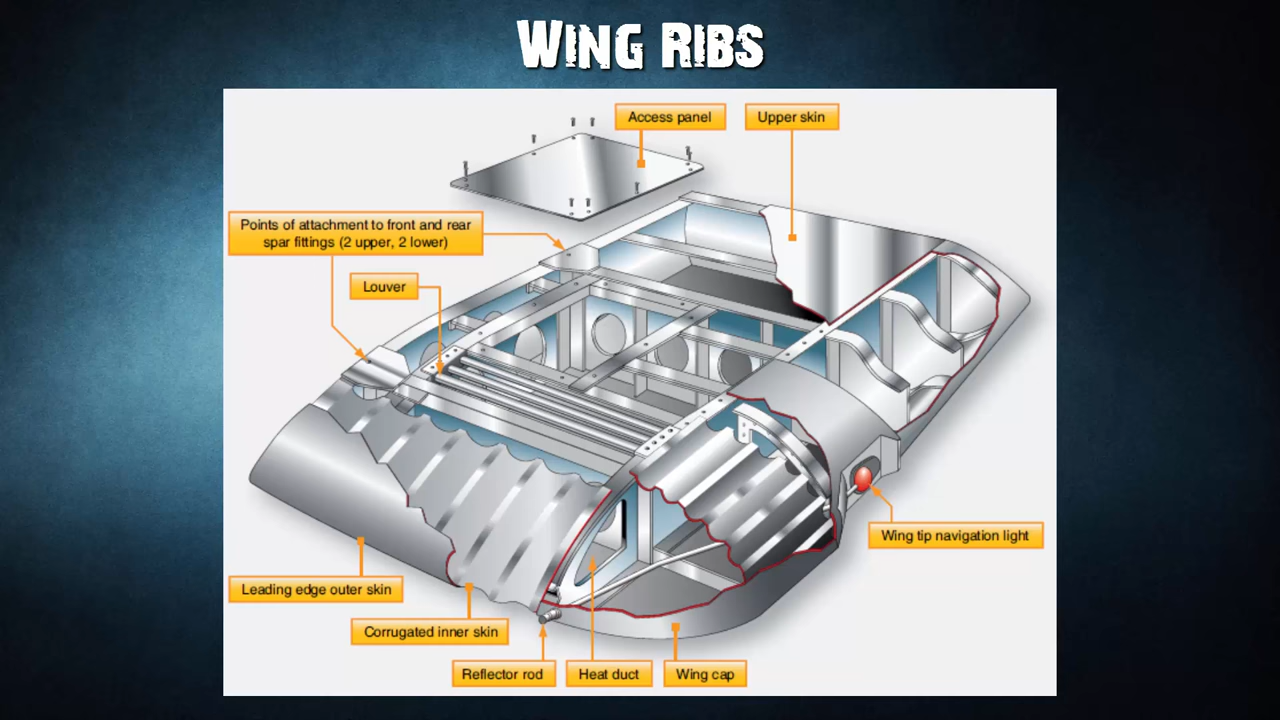 Wing Ribs
Access panel
Upper skin
Points of attachment to front and rear
spar fittings (2 upper, 2 lower)
Louver
Wing tip navigation light
Leading edge outer skin
Corrugated inner skin
Reflector rod
Heat duct
Wing cap